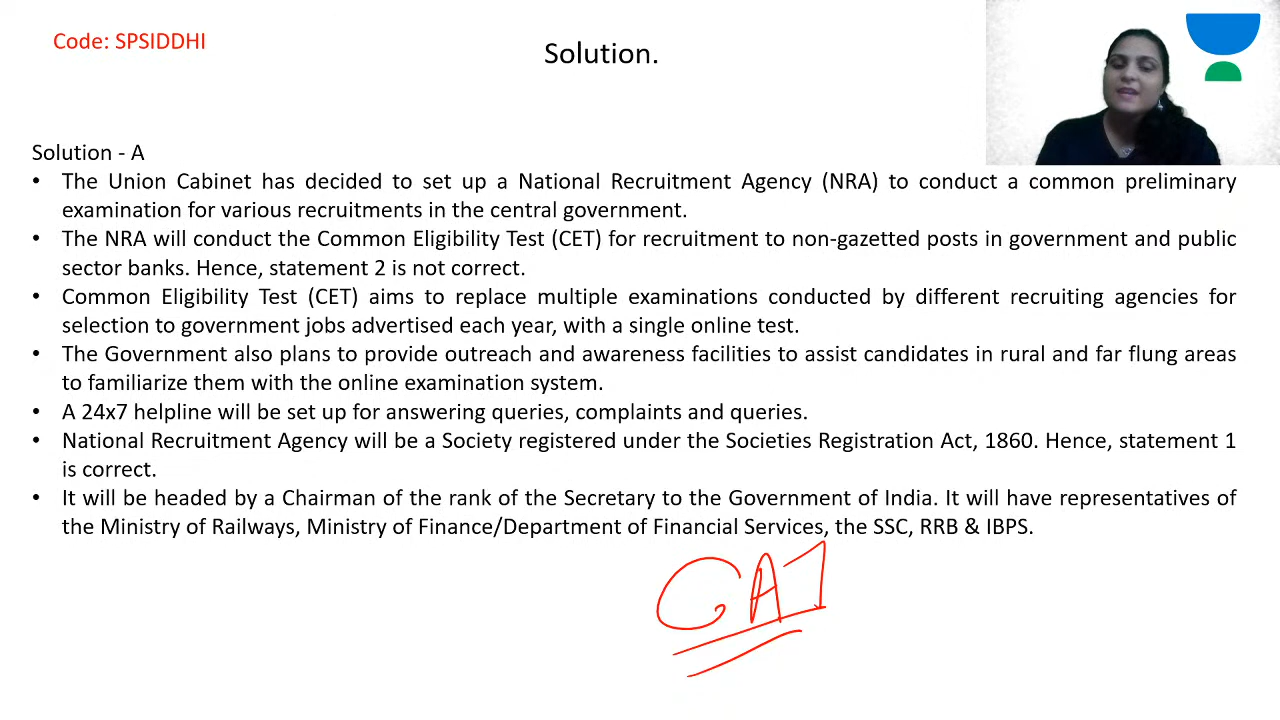 Code: SPSIDDHI
Solution.
Solution - A
• The Union Cabinet has decided to set up a National Recruitment Agency (NRA) to conduct a common preliminary
examination for various recruitments in the central government.
• The NRA will conduct the Common Eligibility Test (CET) for recruitment to non-gazetted posts in government and public
sector banks. Hence, statement 2 is not correct.
• Common Eligibility Test (CET) aims to replace multiple examinations conducted by different recruiting agencies for
selection to government jobs advertised each year, with a single online test.
• The Government also plans to provide outreach and awareness facilities to assist candidates in rural and far flung areas
to familiarize them with the online examination system.
• A 24x7 helpline will be set up for answering queries, complaints and queries.
• National Recruitment Agency will be a Society registered under the Societies Registration Act, 1860. Hence, statement 1
is correct.
• It will be headed by a Chairman of the rank of the Secretary to the Government of India. It will have representatives of
the Ministry of Railways, Ministry of Finance/Department of Financial Services, the SSC, RRB & IBPS.